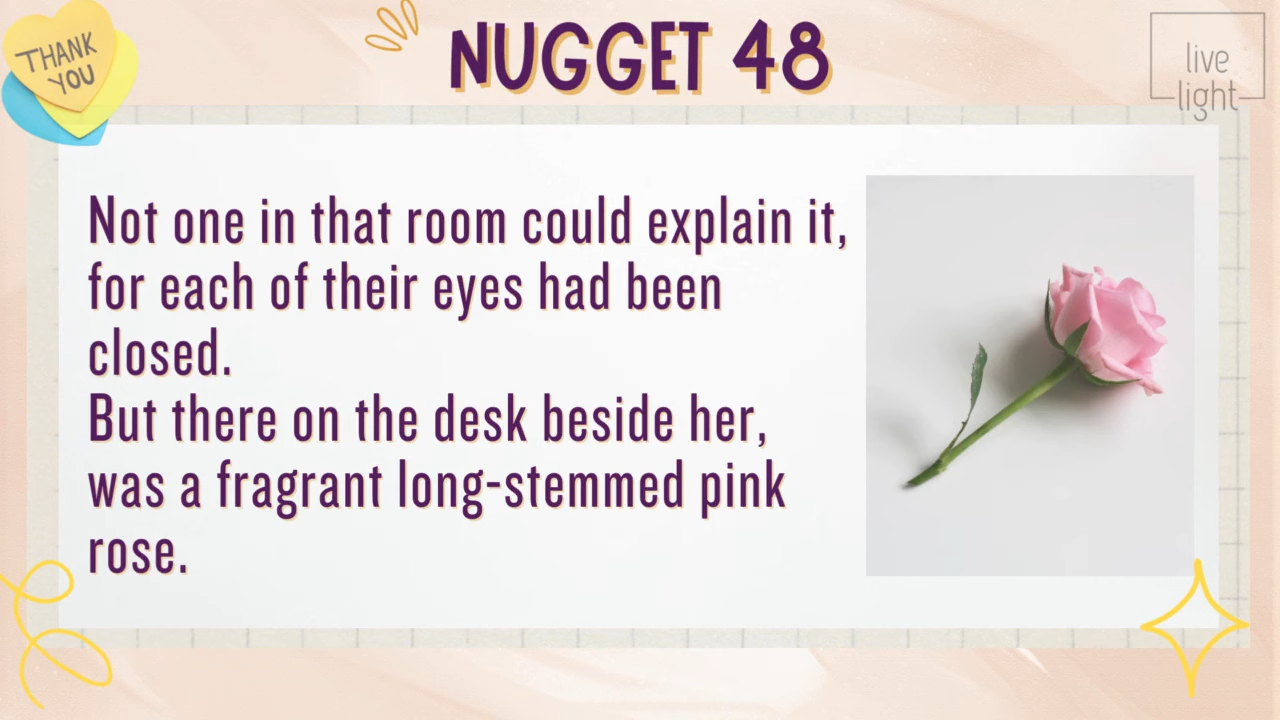 THANK
YOU
NUGGET 48
live
light
Not one in that room could explain it,
for each of their eyes had been
closed.
But there on the desk beside her,
was a fragrant long-stemmed pink
rose.